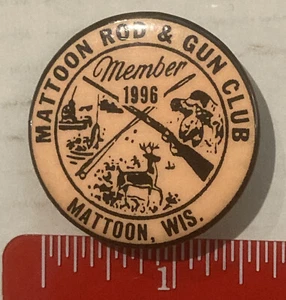 MATTOON ROD & GUN CLUB
Member
1996
MATTOON, WIS.
1